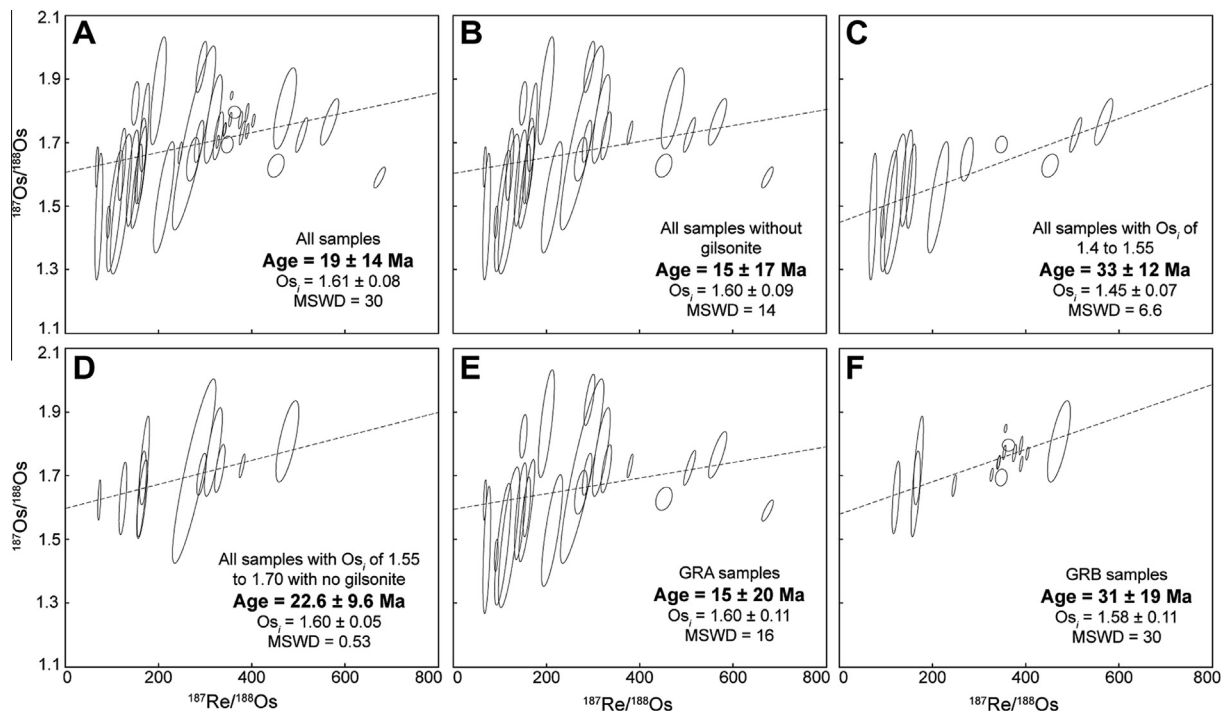 A
2.1
1.9
1.7
1.5
1.3
1.1
¹⁸⁷Os/¹⁸⁸Os
All samples
Age = 19 ± 14 Ma
Osᵢ = 1.61 ± 0.08
MSWD = 30
B
All samples without
gilsonite
Age = 15 ± 17 Ma
Osᵢ = 1.60 ± 0.09
MSWD = 14
C
All samples with Osᵢ of
1.4 to 1.55
Age = 33 ± 12 Ma
Osᵢ = 1.45 ± 0.07
MSWD = 6.6
D
2.1
1.9
1.7
1.5
1.3
1.1
¹⁸⁷Os/¹⁸⁸Os
All samples with Osᵢ of 1.55
to 1.70 with no gilsonite
Age = 22.6 ± 9.6 Ma
Osᵢ = 1.60 ± 0.05
MSWD = 0.53
0 200 400 600 800
¹⁸⁷Re/¹⁸⁸Os
E
GRA samples
Age = 15 ± 20 Ma
Osᵢ = 1.60 ± 0.11
MSWD = 16
0 200 400 600 800
¹⁸⁷Re/¹⁸⁸Os
F
GRB samples
Age = 31 ± 19 Ma
Osᵢ = 1.58 ± 0.11
MSWD = 30
0 200 400 600 800
¹⁸⁷Re/¹⁸⁸Os